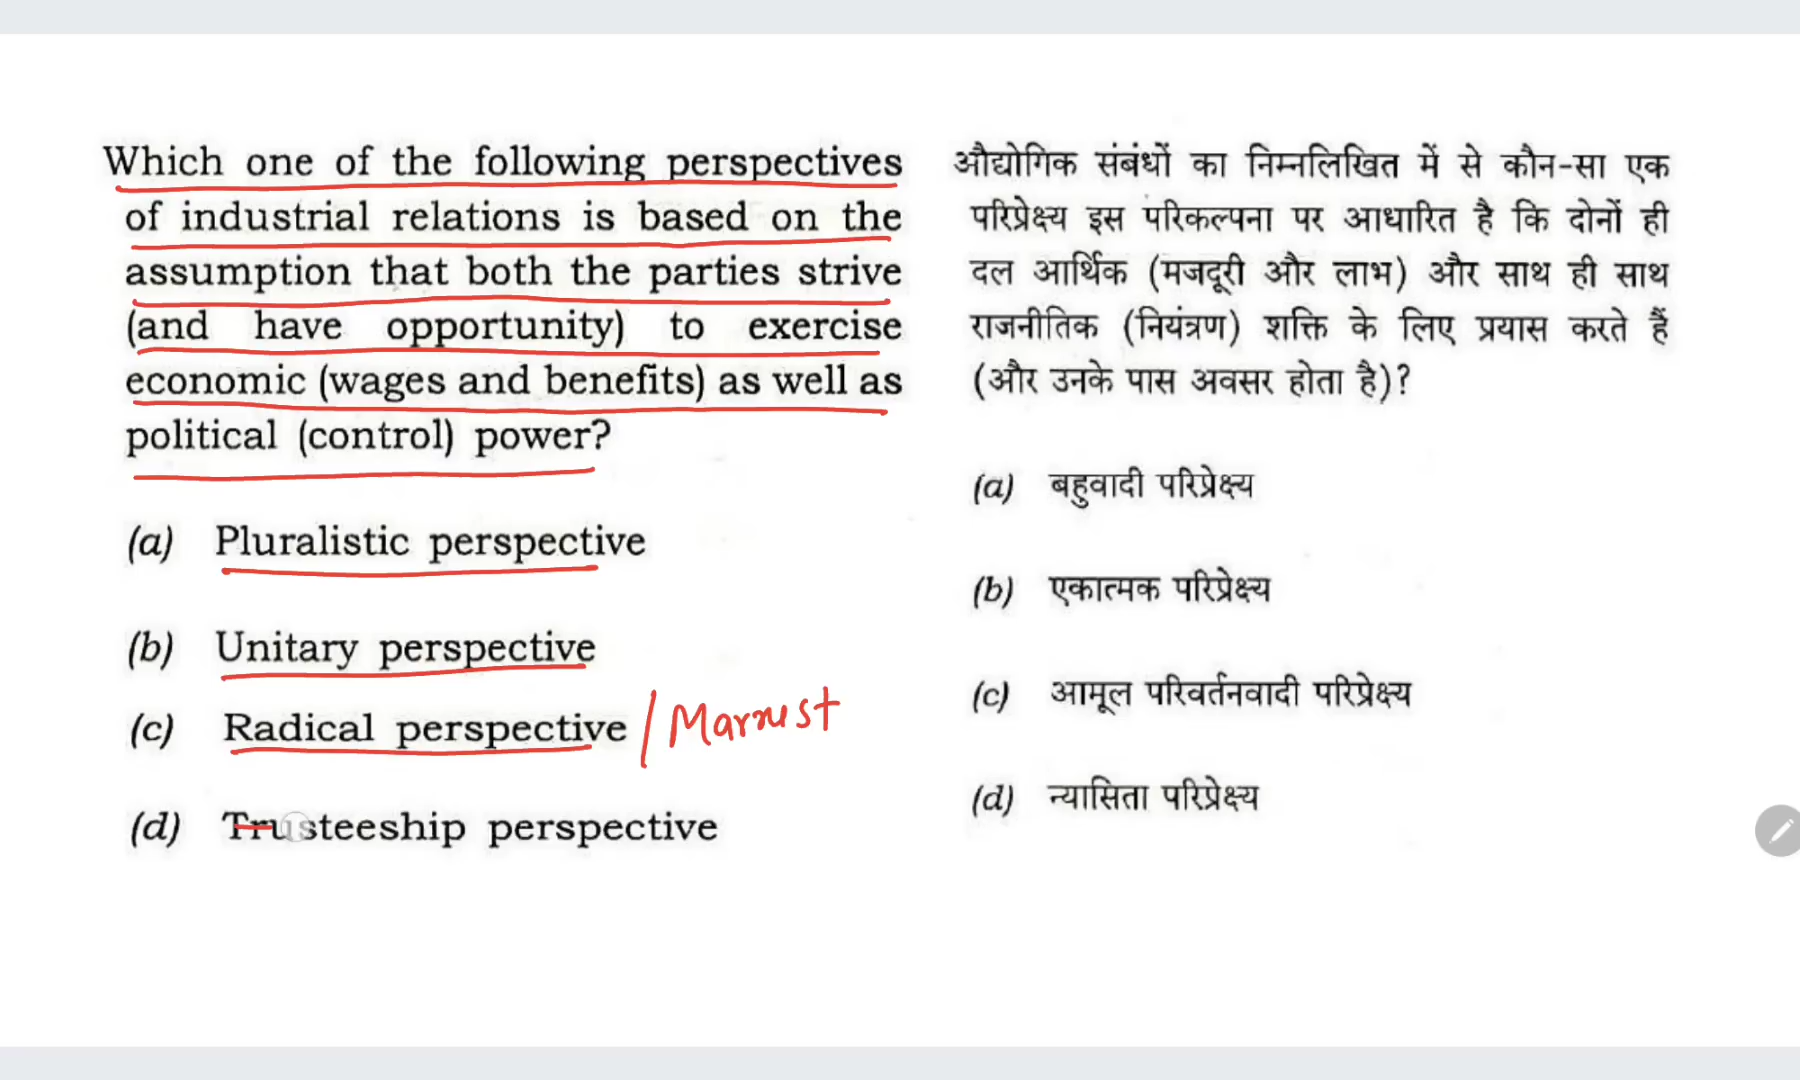 Which one of the following perspectives
of industrial relations is based on the
assumption that both the parties strive
(and have opportunity) to exercise
economic (wages and benefits) as well as
political (control) power?
(a) Pluralistic perspective
(b) Unitary perspective
(c) Radical perspective / Marxist
(d) Trusteeship perspective
औद्योगिक संबंधों का निम्नलिखित में से कौन-सा एक
परिप्रेक्ष्य इस परिकल्पना पर आधारित है कि दोनों ही
दल आर्थिक (मजदूरी और लाभ) और साथ ही साथ
राजनीतिक (नियंत्रण) शक्ति के लिए प्रयास करते हैं
(और उनके पास अवसर होता है)?
(a) बहुवादी परिप्रेक्ष्य
(b) एकात्मक परिप्रेक्ष्य
(c) आमूल परिवर्तनवादी परिप्रेक्ष्य
(d) न्यासिता परिप्रेक्ष्य